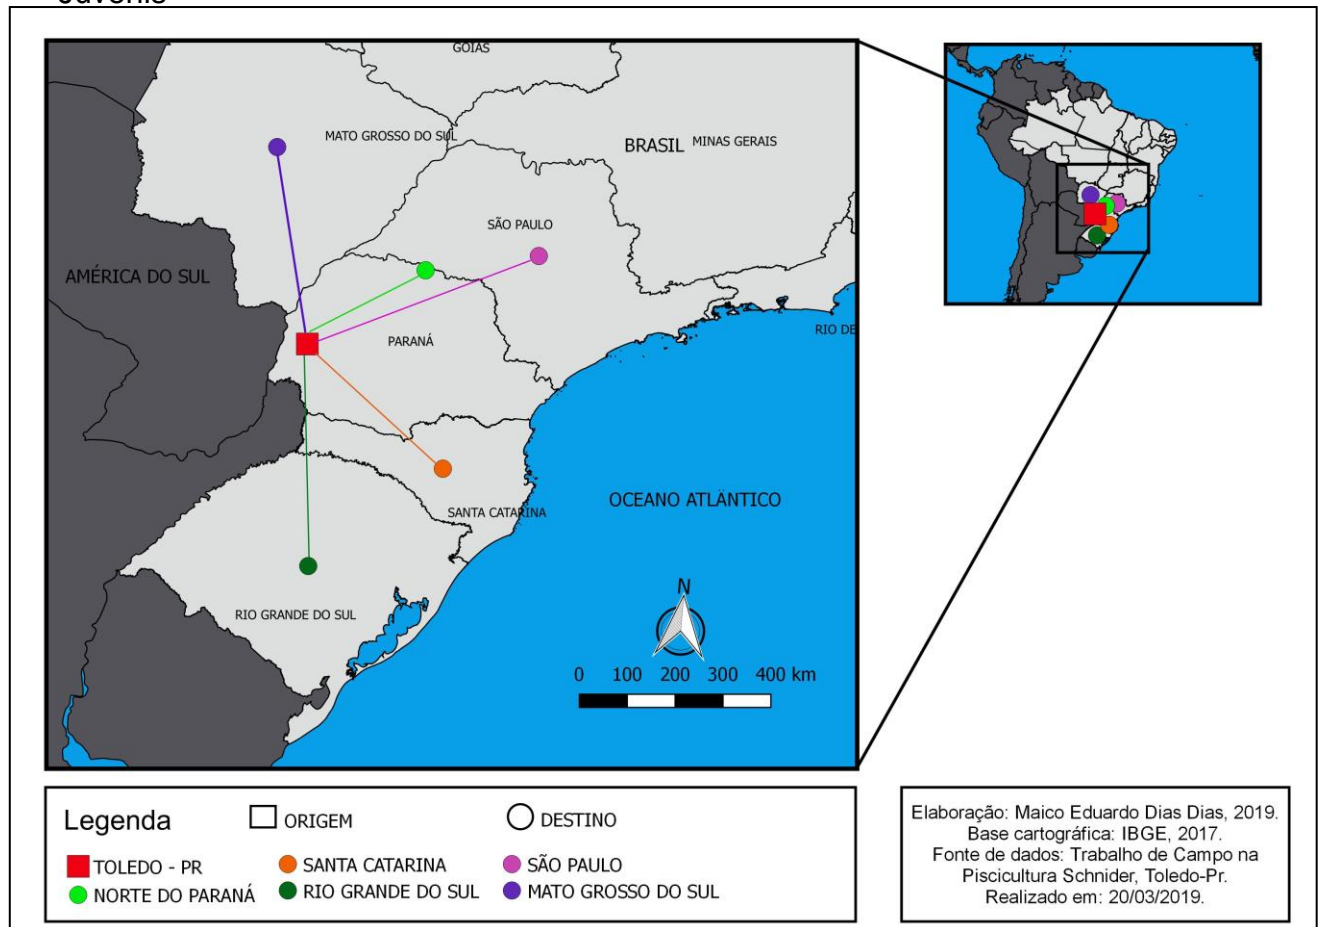 Juvenis
GOIÁS
MATO GROSSO DO SUL
BRASIL
MINAS GERAIS
SÃO PAULO
AMÉRICA DO SUL
PARANÁ
RIO DE
OCEANO ATLÂNTICO
SANTA CATARINA
RIO GRANDE DO SUL
N
0 100 200 300 400 km
Legenda
ORIGEM
DESTINO
TOLEDO - PR
SANTA CATARINA
SÃO PAULO
NORTE DO PARANÁ
RIO GRANDE DO SUL
MATO GROSSO DO SUL
Elaboração: Maico Eduardo Dias Dias, 2019.
Base cartográfica: IBGE, 2017.
Fonte de dados: Trabalho de Campo na
Piscicultura Schnider, Toledo-Pr.
Realizado em: 20/03/2019.